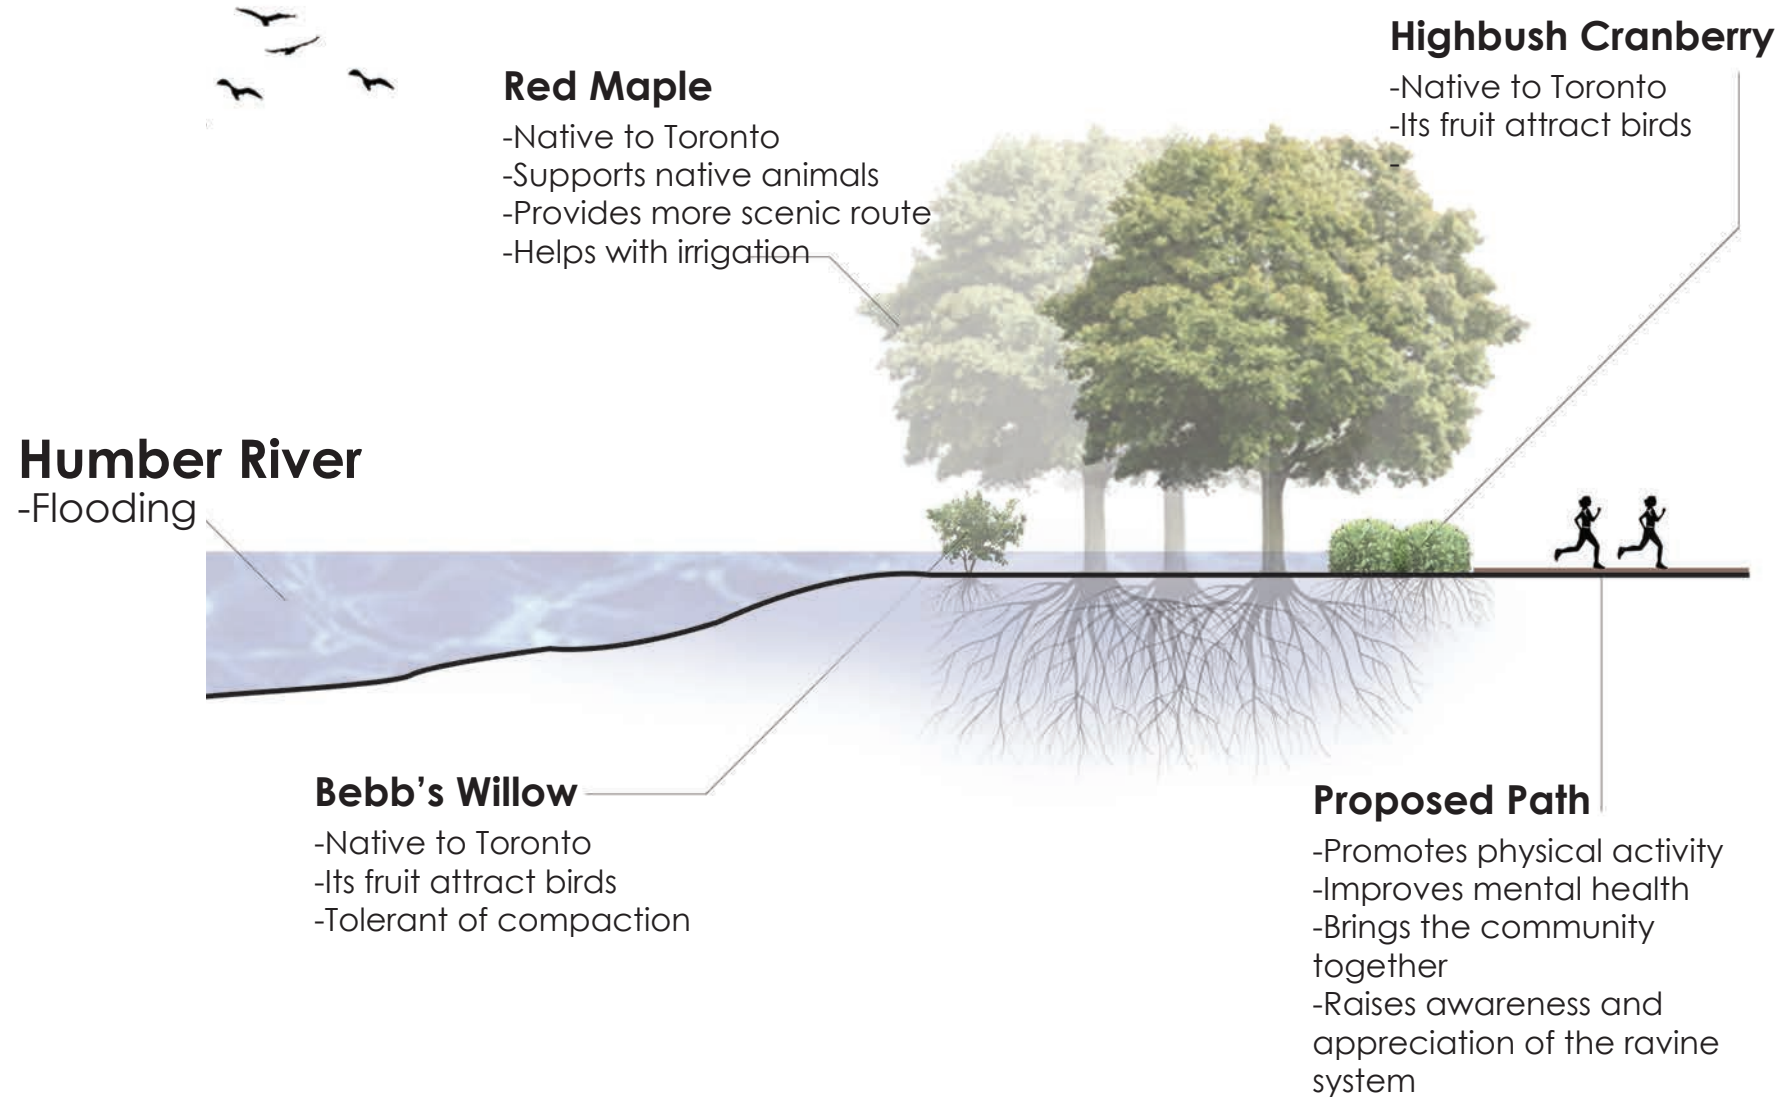 Highbush Cranberry
-Native to Toronto
-Its fruit attract birds
-
Red Maple
-Native to Toronto
-Supports native animals
-Provides more scenic route
-Helps with irrigation
Humber River
-Flooding
Bebb's Willow
-Native to Toronto
-Its fruit attract birds
-Tolerant of compaction
Proposed Path
-Promotes physical activity
-Improves mental health
-Brings the community
together
-Raises awareness and
appreciation of the ravine
system